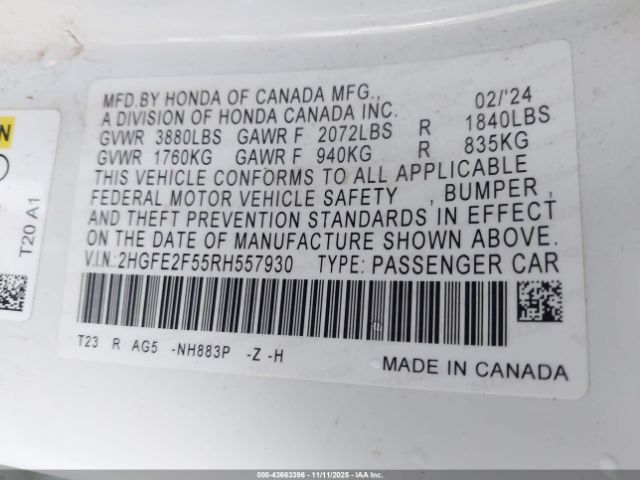 MFD.BY HONDA OF CANADA MFG., 02/'24
A DIVISION OF HONDA CANADA INC.
GVWR 3880LBS GAWR F 2072LBS R 1840LBS
GVWR 1760KG GAWR F 940KG R 835KG
THIS VEHICLE CONFORMS TO ALL APPLICABLE
FEDERAL MOTOR VEHICLE SAFETY , BUMPER ,
AND THEFT PREVENTION STANDARDS IN EFFECT
ON THE DATE OF MANUFACTURE SHOWN ABOVE.
V.I.N. 2HGFE2F55RH557930 TYPE: PASSENGER CAR
T23 R AG5 -NH883P -Z -H
MADE IN CANADA
T20 A1
000-43663396 - 11/11/2025 - IAA Inc.